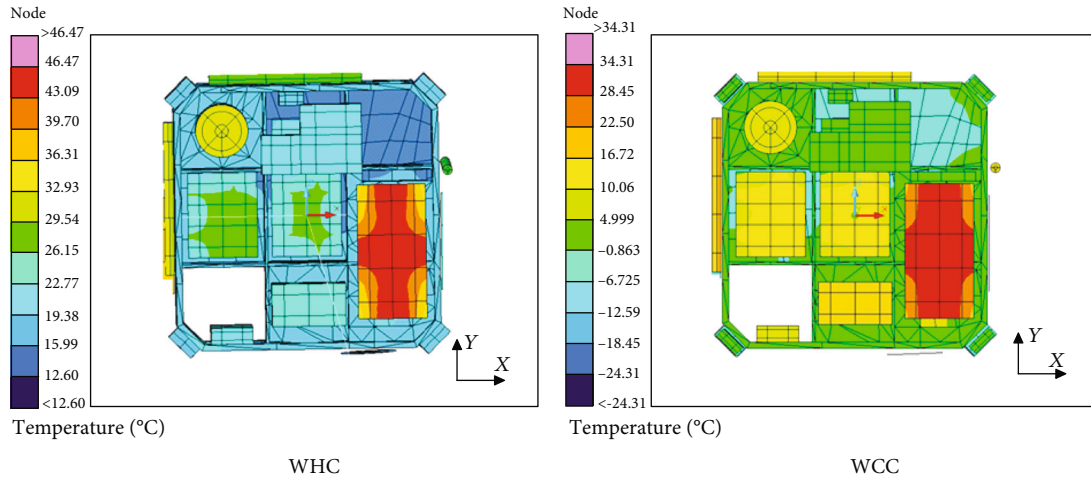 Node
>46.47
46.47
43.09
39.70
36.31
32.93
29.54
26.15
22.77
19.38
15.99
12.60
<12.60
Temperature (°C)
Y
X
WHC
Node
>34.31
34.31
28.45
22.50
16.72
10.06
4.999
−0.863
−6.725
−12.59
−18.45
−24.31
<-24.31
Temperature (°C)
Y
X
WCC